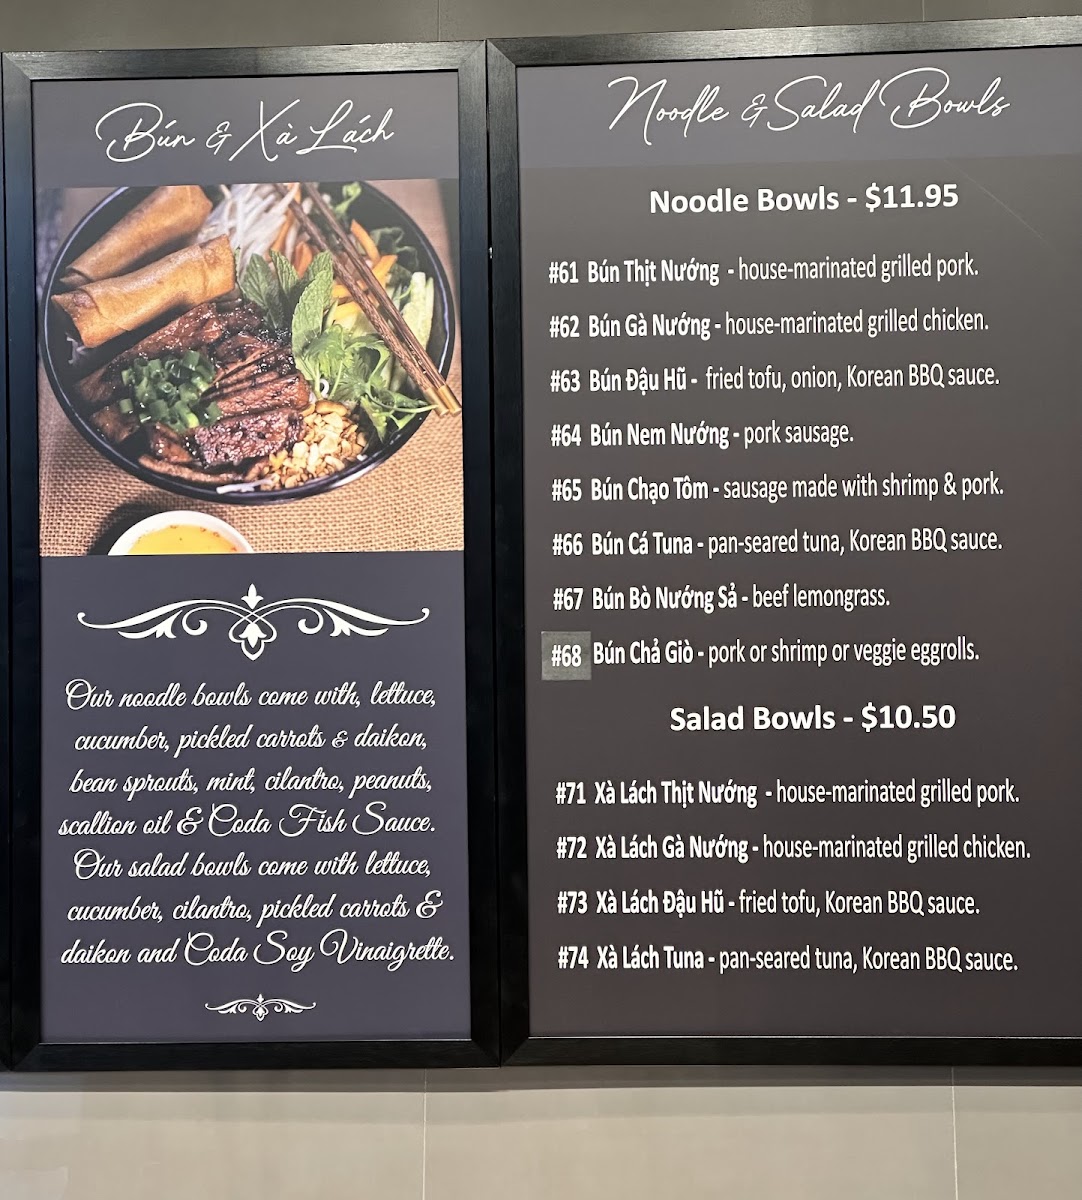 Bún & Xà Lách
Our noodle bowls come with, lettuce,
cucumber, pickled carrots & daikon,
bean sprouts, mint, cilantro, peanuts,
scallion oil & Coda Fish Sauce.
Our salad bowls come with lettuce,
cucumber, cilantro, pickled carrots &
daikon and Coda Soy Vinaigrette.
Noodle & Salad Bowls
Noodle Bowls - $11.95
#61 Bún Thịt Nướng - house-marinated grilled pork.
#62 Bún Gà Nướng - house-marinated grilled chicken.
#63 Bún Đậu Hũ - fried tofu, onion, Korean BBQ sauce.
#64 Bún Nem Nướng - pork sausage.
#65 Bún Chạo Tôm - sausage made with shrimp & pork.
#66 Bún Cá Tuna - pan-seared tuna, Korean BBQ sauce.
#67 Bún Bò Nướng Sả - beef lemongrass.
#68 Bún Chả Giò - pork or shrimp or veggie eggrolls.
Salad Bowls - $10.50
#71 Xà Lách Thịt Nướng - house-marinated grilled pork.
#72 Xà Lách Gà Nướng - house-marinated grilled chicken.
#73 Xà Lách Đậu Hũ - fried tofu, Korean BBQ sauce.
#74 Xà Lách Tuna - pan-seared tuna, Korean BBQ sauce.